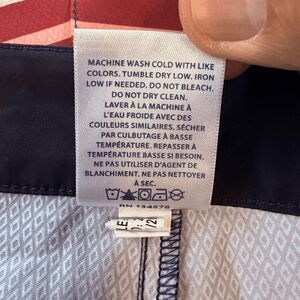 MACHINE WASH COLD WITH LIKE
COLORS. TUMBLE DRY LOW. IRON
LOW IF NEEDED. DO NOT BLEACH.
DO NOT DRY CLEAN.
LAVER À LA MACHINE À
L'EAU FROIDE AVEC DES
COULEURS SIMILAIRES. SÉCHER
PAR CULBUTAGE À BASSE
TEMPÉRATURE. REPASSER À
TEMPÉRATURE BASSE SI BESOIN.
NE PAS UTILISER D'AGENT DE
BLANCHIMENT. NE PAS NETTOYER
À SEC.
RN 134576